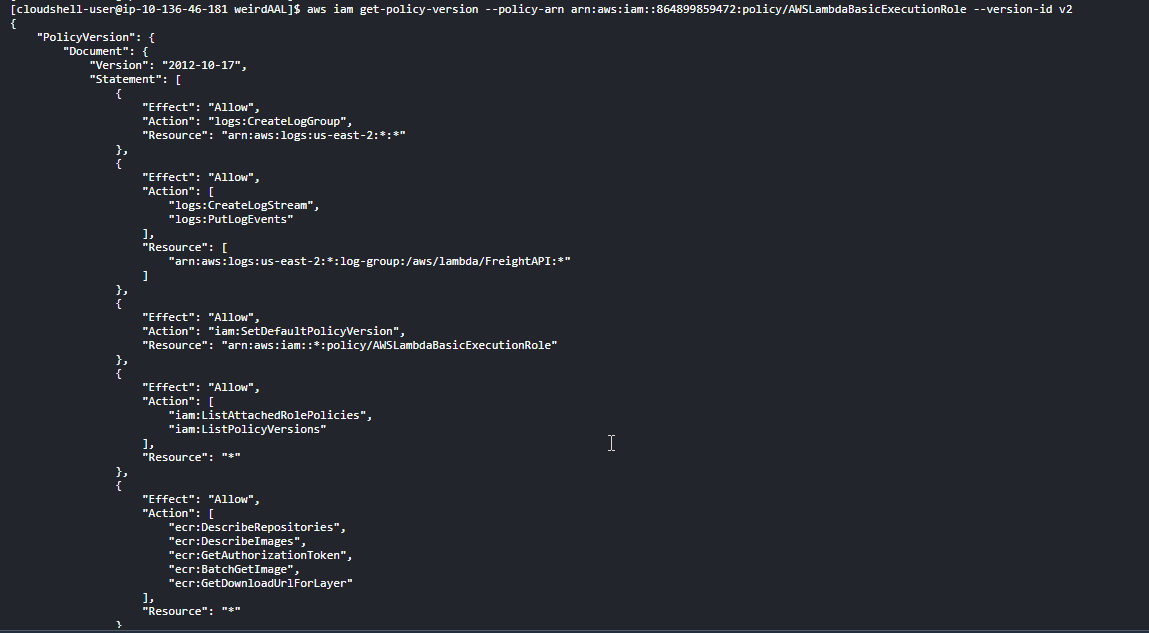 [cloudshell-user@ip-10-136-46-181 weirdAAL]$ aws iam get-policy-version --policy-arn arn:aws:iam::864899859472:policy/AWSLambdaBasicExecutionRole --version-id v2
{
    "PolicyVersion": {
        "Document": {
            "Version": "2012-10-17",
            "Statement": [
                {
                    "Effect": "Allow",
                    "Action": "logs:CreateLogGroup",
                    "Resource": "arn:aws:logs:us-east-2:*:*"
                },
                {
                    "Effect": "Allow",
                    "Action": [
                        "logs:CreateLogStream",
                        "logs:PutLogEvents"
                    ],
                    "Resource": [
                        "arn:aws:logs:us-east-2:*:log-group:/aws/lambda/FreightAPI:*"
                    ]
                },
                {
                    "Effect": "Allow",
                    "Action": "iam:SetDefaultPolicyVersion",
                    "Resource": "arn:aws:iam::*:policy/AWSLambdaBasicExecutionRole"
                },
                {
                    "Effect": "Allow",
                    "Action": [
                        "iam:ListAttachedRolePolicies",
                        "iam:ListPolicyVersions"
                    ],
                    "Resource": "*"
                },
                {
                    "Effect": "Allow",
                    "Action": [
                        "ecr:DescribeRepositories",
                        "ecr:DescribeImages",
                        "ecr:GetAuthorizationToken",
                        "ecr:BatchGetImage",
                        "ecr:GetDownloadUrlForLayer"
                    ],
                    "Resource": "*"
                }